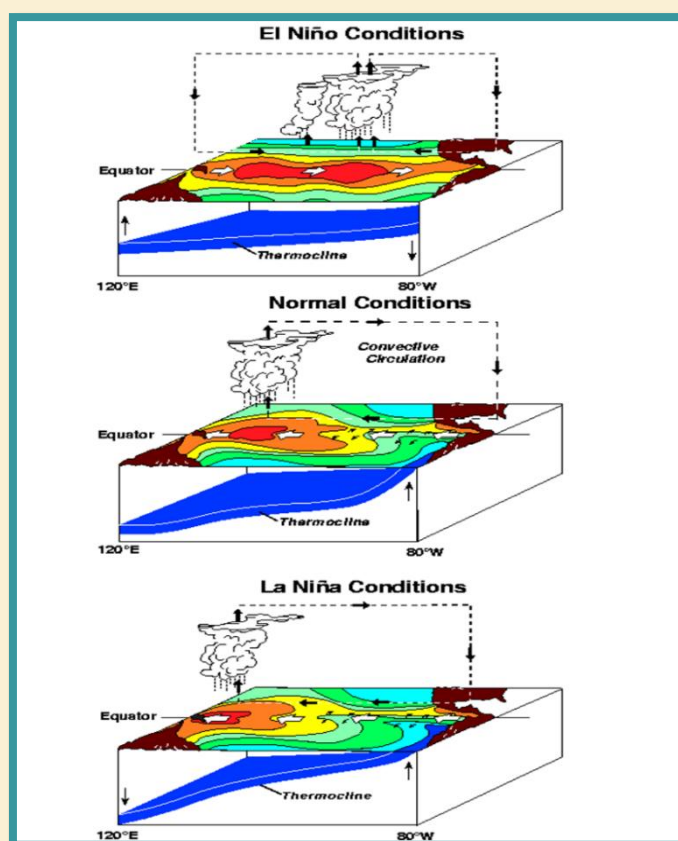 El Niño Conditions
Equator
Thermocline
120°E 80°W
Normal Conditions
Convective
Circulation
Equator
Thermocline
120°E 80°W
La Niña Conditions
Equator
Thermocline
120°E 80°W